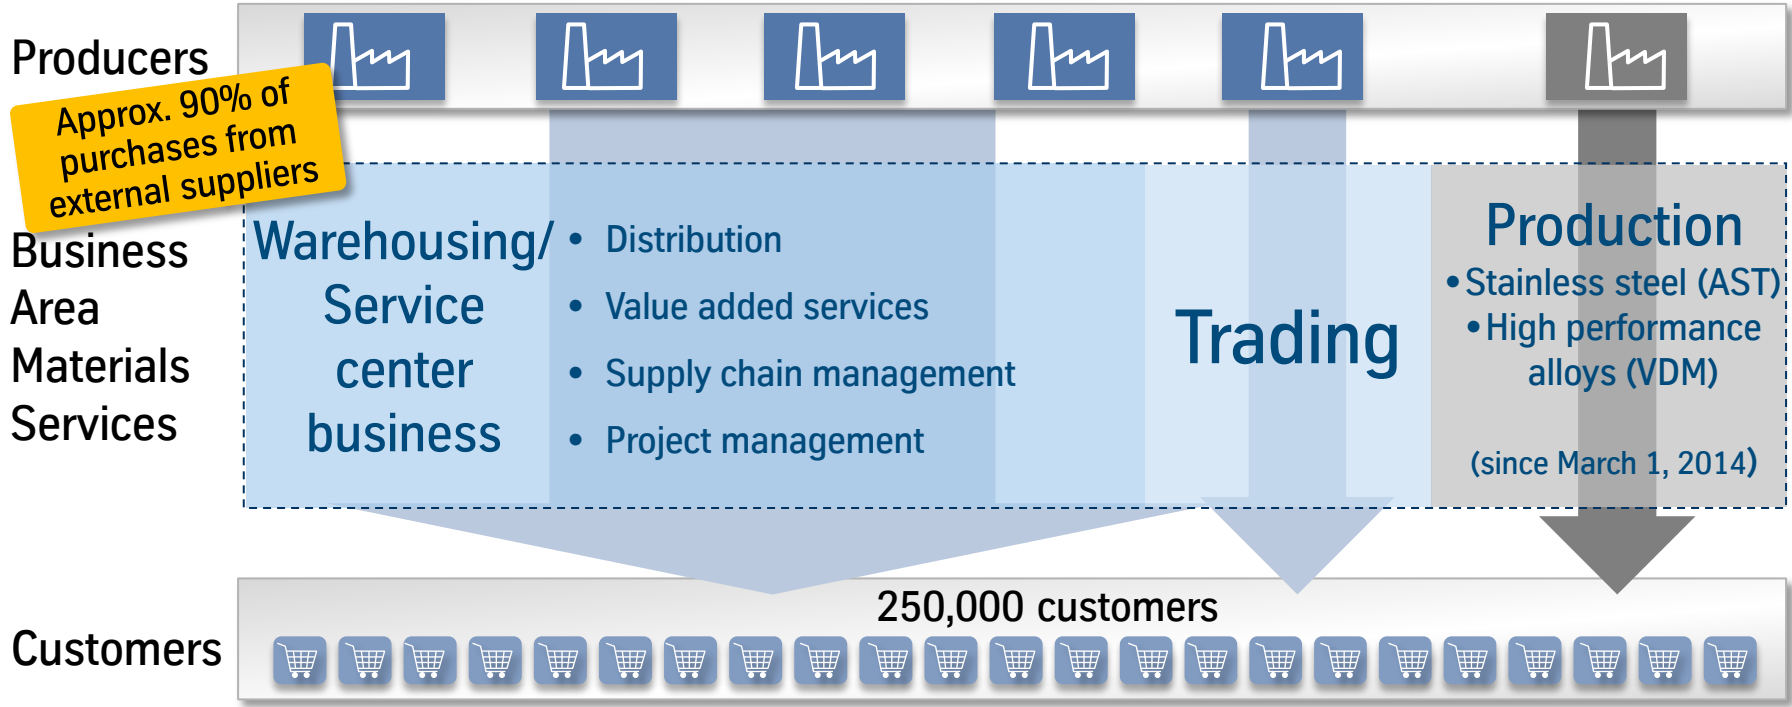 Producers
Approx. 90% of
purchases from
external suppliers
Business
Area
Materials
Services
Warehousing/
Service
center
business
• Distribution
• Value added services
• Supply chain management
• Project management
Trading
Production
• Stainless steel (AST)
• High performance
alloys (VDM)
(since March 1, 2014)
Customers
250,000 customers